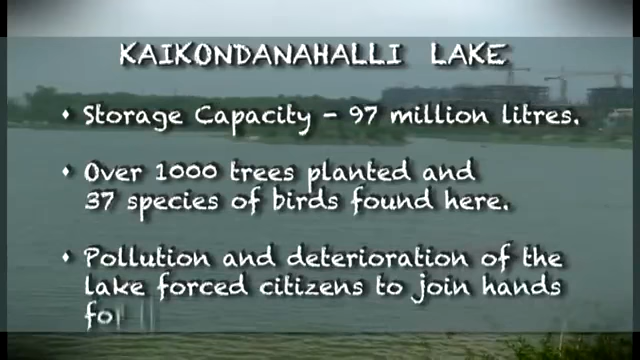 KAIKONDANAHALLI LAKE
• Storage Capacity – 97 million litres.
• Over 1000 trees planted and
37 species of birds found here.
• Pollution and deterioration of the
lake forced citizens to join hands